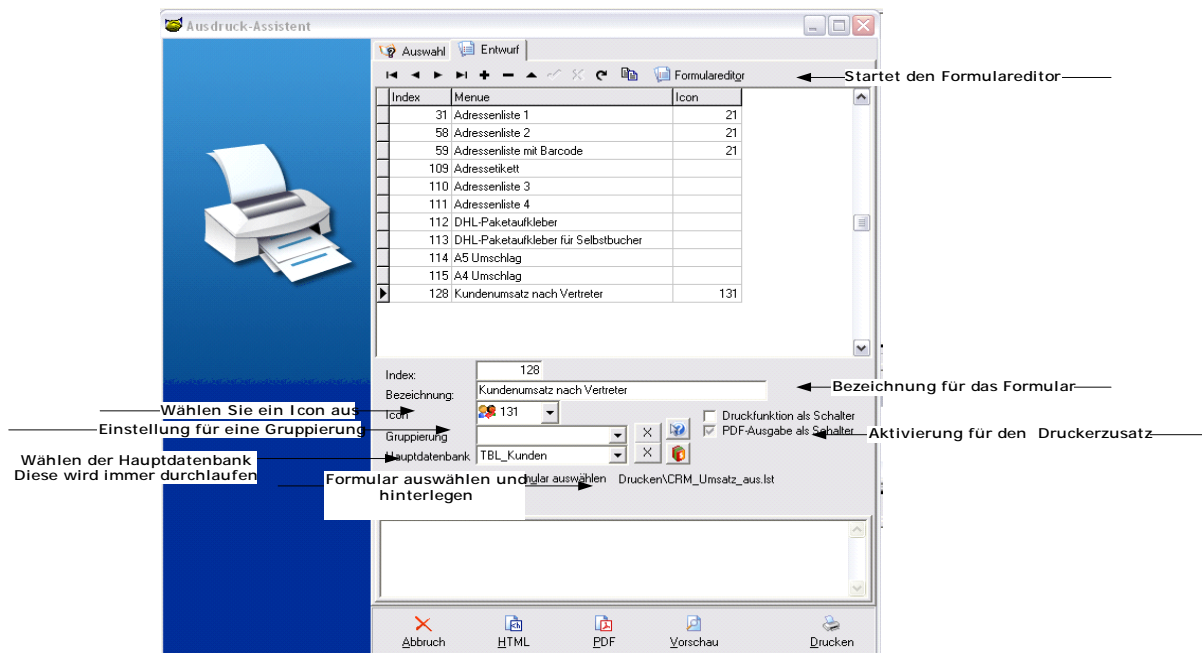 Ausdruck-Assistent
Auswahl Entwurf
Formulareditor
Startet den Formulareditor
Index Menue Icon
31 Adressenliste 1 21
58 Adressenliste 2 21
59 Adressenliste mit Barcode 21
109 Adressetikett
110 Adressenliste 3
111 Adressenliste 4
112 DHL-Paketaufkleber
113 DHL-Paketaufkleber für Selbstbucher
114 A5 Umschlag
115 A4 Umschlag
128 Kundenumsatz nach Vertreter 131
Index: 128
Bezeichnung: Kundenumsatz nach Vertreter
Bezeichnung für das Formular
Wählen Sie ein Icon aus
Icon 131
Druckfunktion als Schalter
Einstellung für eine Gruppierung
Gruppierung
PDF-Ausgabe als Schalter
Aktivierung für den Druckerzusatz
Wählen der Hauptdatenbank
Diese wird immer durchlaufen
Hauptdatenbank TBL_Kunden
Formular auswählen und
hinterlegen
auswählen Drucken\CRM_Umsatz_aus.lst
Abbruch HTML PDF Vorschau Drucken